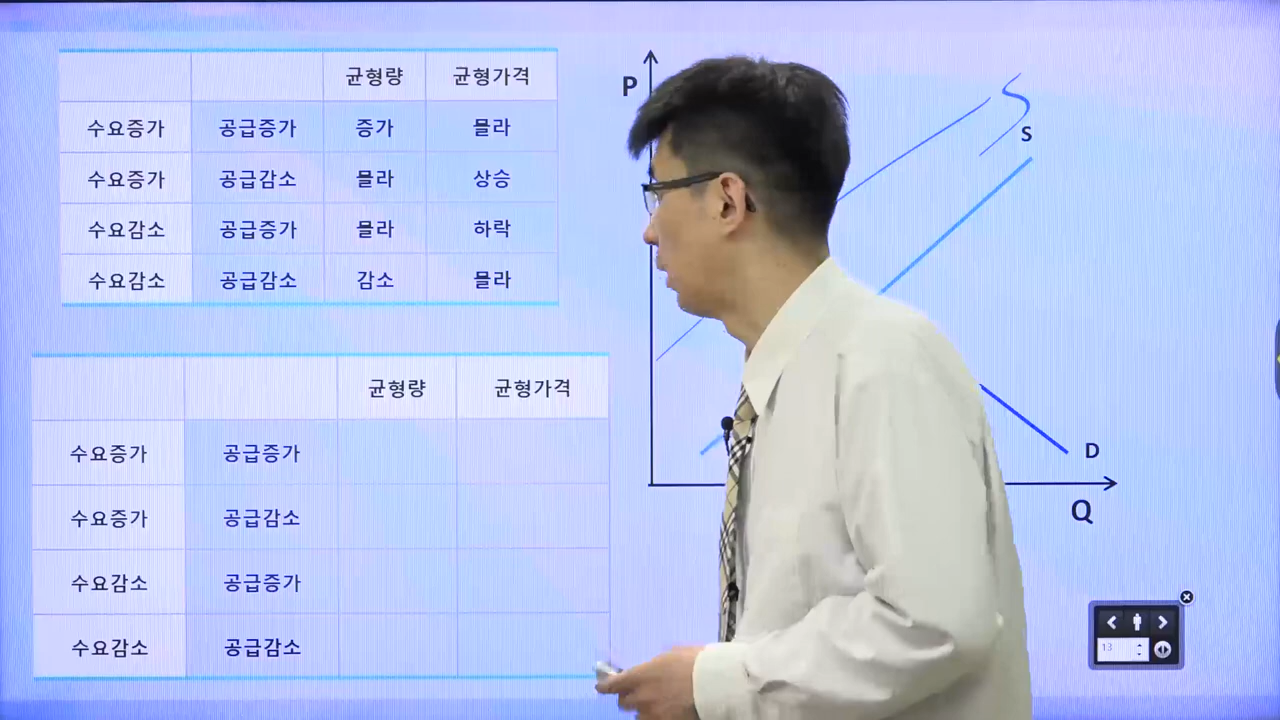 균형량 균형가격
수요증가 공급증가 증가 몰라
수요증가 공급감소 몰라 상승
수요감소 공급증가 몰라 하락
수요감소 공급감소 감소 몰라
균형량 균형가격
수요증가 공급증가
수요증가 공급감소
수요감소 공급증가
수요감소 공급감소
P
S
D
Q
13